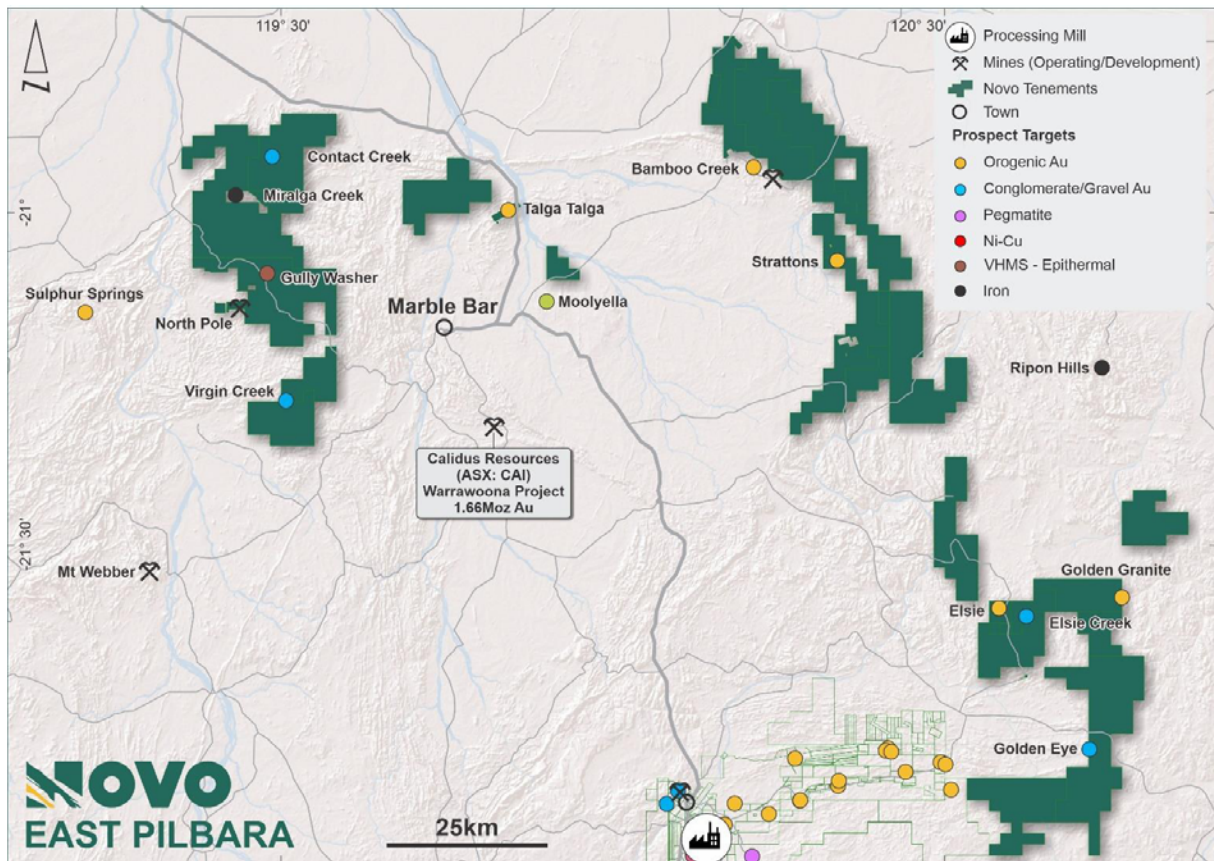 119° 30'
120° 30'
Z
Processing Mill
Mines (Operating/Development)
Novo Tenements
Town
Prospect Targets
Orogenic Au
Conglomerate/Gravel Au
Pegmatite
Ni-Cu
VHMS - Epithermal
Iron
Contact Creek
Bamboo Creek
Miralga Creek
Talga Talga
-21°
Strattons
Gully Washer
Sulphur Springs
Moolyella
Marble Bar
North Pole
Ripon Hills
Virgin Creek
Calidus Resources
(ASX: CAI)
Warrawoona Project
1.66Moz Au
-21° 30'
Mt Webber
Golden Granite
Elsie
Elsie Creek
Golden Eye
NOVO
EAST PILBARA
25km